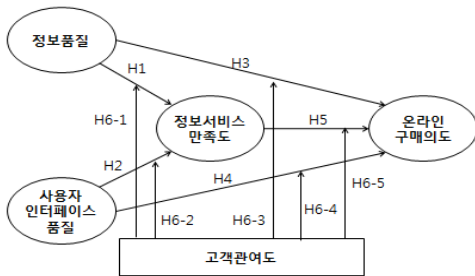 정보품질
H1
H3
H6-1
정보서비스
만족도
H5
온라인
구매의도
H2
H4
사용자
인터페이스
품질
H6-2
H6-3
H6-4
H6-5
고객관여도